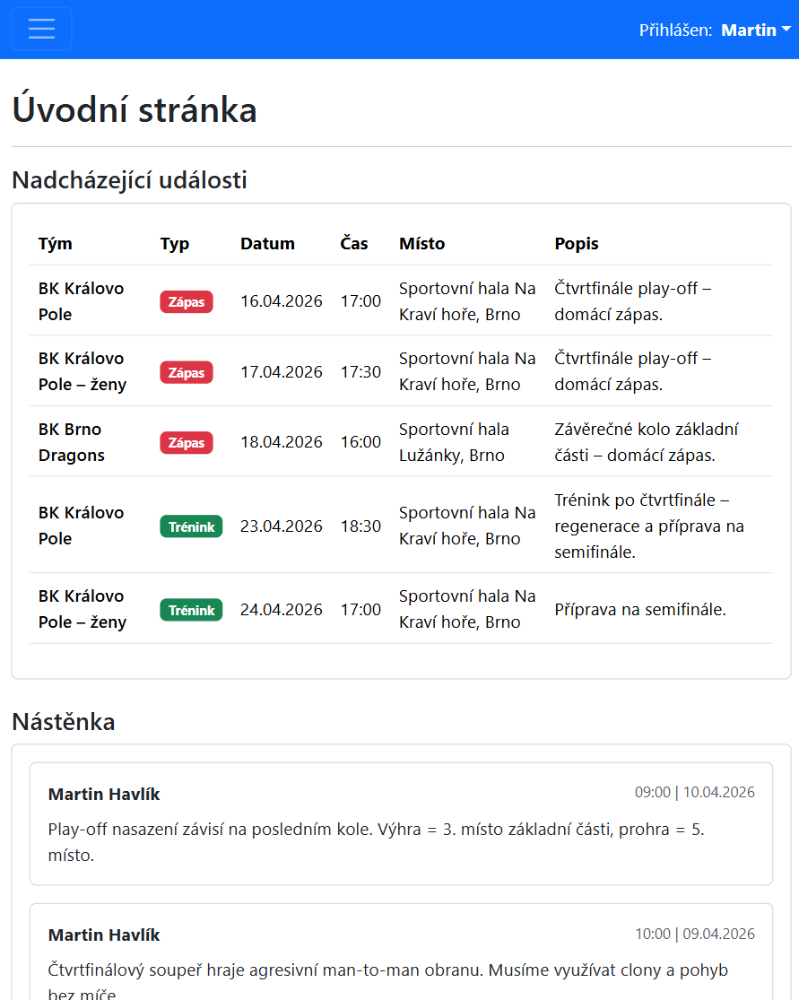 Přihlášen: Martin
Úvodní stránka
Nadcházející události
Tým Typ Datum Čas Místo Popis
BK Královo Pole Zápas 16.04.2026 17:00 Sportovní hala Na Kraví hoře, Brno Čtvrtfinále play-off – domácí zápas.
BK Královo Pole – ženy Zápas 17.04.2026 17:30 Sportovní hala Na Kraví hoře, Brno Čtvrtfinále play-off – domácí zápas.
BK Brno Dragons Zápas 18.04.2026 16:00 Sportovní hala Lužánky, Brno Závěrečné kolo základní části – domácí zápas.
BK Královo Pole Trénink 23.04.2026 18:30 Sportovní hala Na Kraví hoře, Brno Trénink po čtvrtfinále – regenerace a příprava na semifinále.
BK Královo Pole – ženy Trénink 24.04.2026 17:00 Sportovní hala Na Kraví hoře, Brno Příprava na semifinále.
Nástěnka
Martin Havlík 09:00 | 10.04.2026
Play-off nasazení závisí na posledním kole. Výhra = 3. místo základní části, prohra = 5.
místo.
Martin Havlík 10:00 | 09.04.2026
Čtvrtfinálový soupeř hraje agresivní man-to-man obranu. Musíme využívat clony a pohyb
bez míče